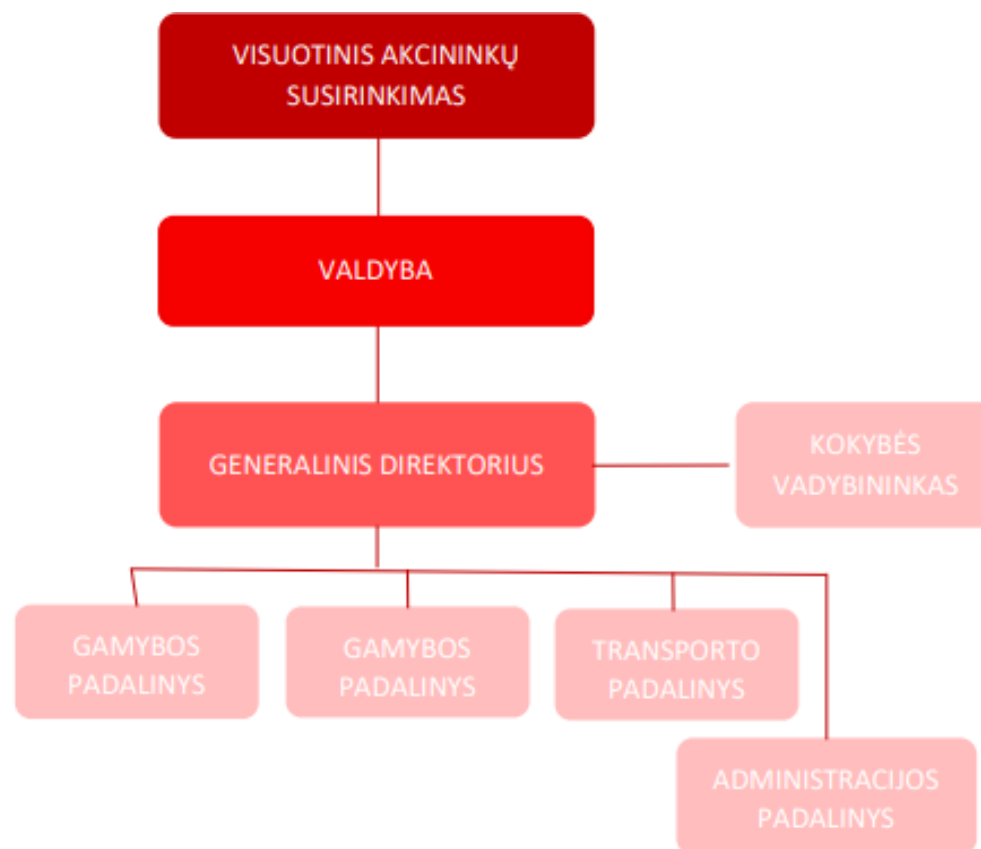 VISUOTINIS AKCININKŲ
SUSIRINKIMAS
VALDYBA
GENERALINIS DIREKTORIUS
KOKYBĖS
VADYBININKAS
GAMYBOS
PADALINYS
GAMYBOS
PADALINYS
TRANSPORTO
PADALINYS
ADMINISTRACIJOS
PADALINYS